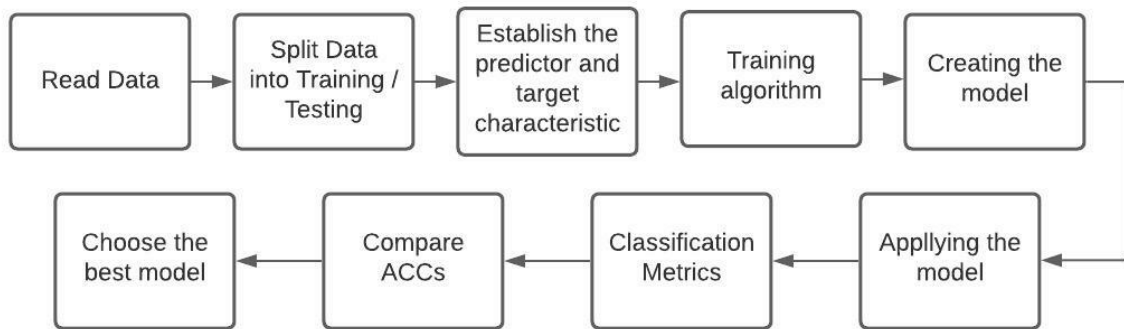 Read Data
Split Data
into Training /
Testing
Establish the
predictor and
target
characteristic
Training
algorithm
Creating the
model
Appllying the
model
Classification
Metrics
Compare
ACCs
Choose the
best model